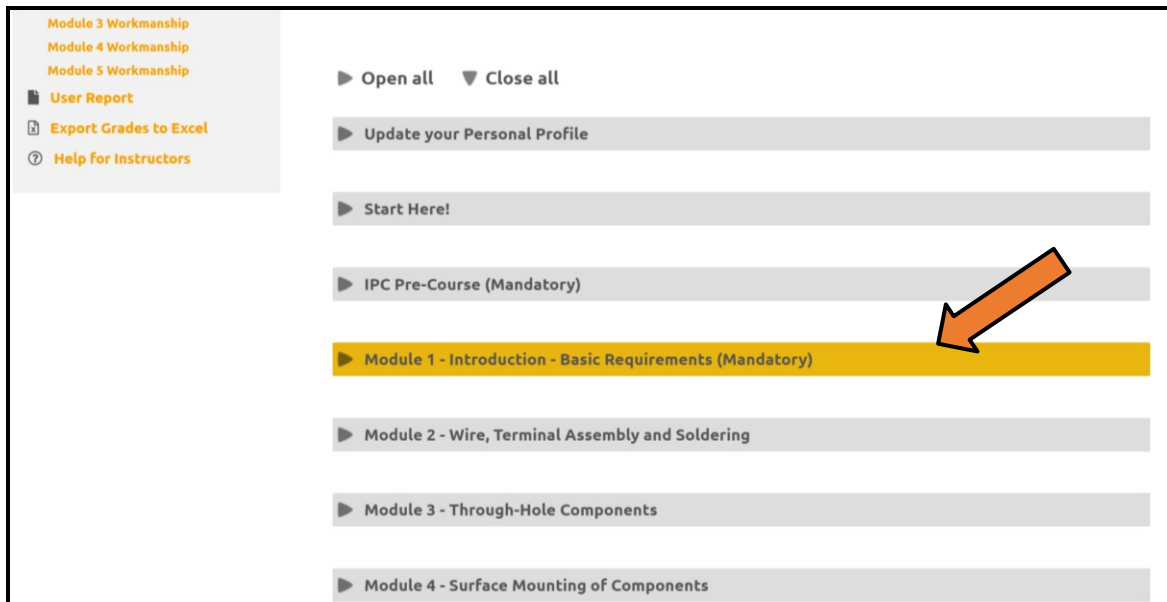 Module 3 Workmanship
Module 4 Workmanship
Module 5 Workmanship
User Report
Export Grades to Excel
Help for Instructors
Open all Close all
Update your Personal Profile
Start Here!
IPC Pre-Course (Mandatory)
Module 1 - Introduction - Basic Requirements (Mandatory)
Module 2 - Wire, Terminal Assembly and Soldering
Module 3 - Through-Hole Components
Module 4 - Surface Mounting of Components